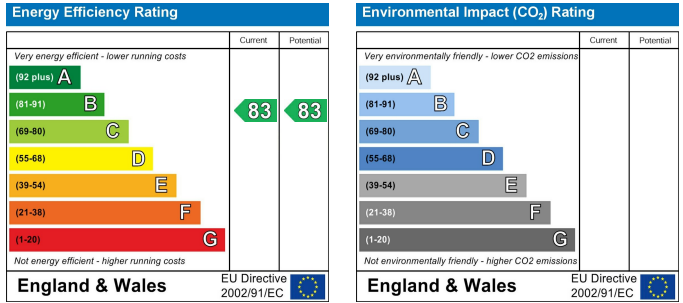 Energy Efficiency Rating
Current Potential
Very energy efficient - lower running costs
(92 plus) A
(81-91) B
83 83
(69-80) C
(55-68) D
(39-54) E
(21-38) F
(1-20) G
Not energy efficient - higher running costs
England & Wales
EU Directive
2002/91/EC
Environmental Impact (CO2) Rating
Current Potential
Very environmentally friendly - lower CO2 emissions
(92 plus) A
(81-91) B
(69-80) C
(55-68) D
(39-54) E
(21-38) F
(1-20) G
Not environmentally friendly - higher CO2 emissions
England & Wales
EU Directive
2002/91/EC